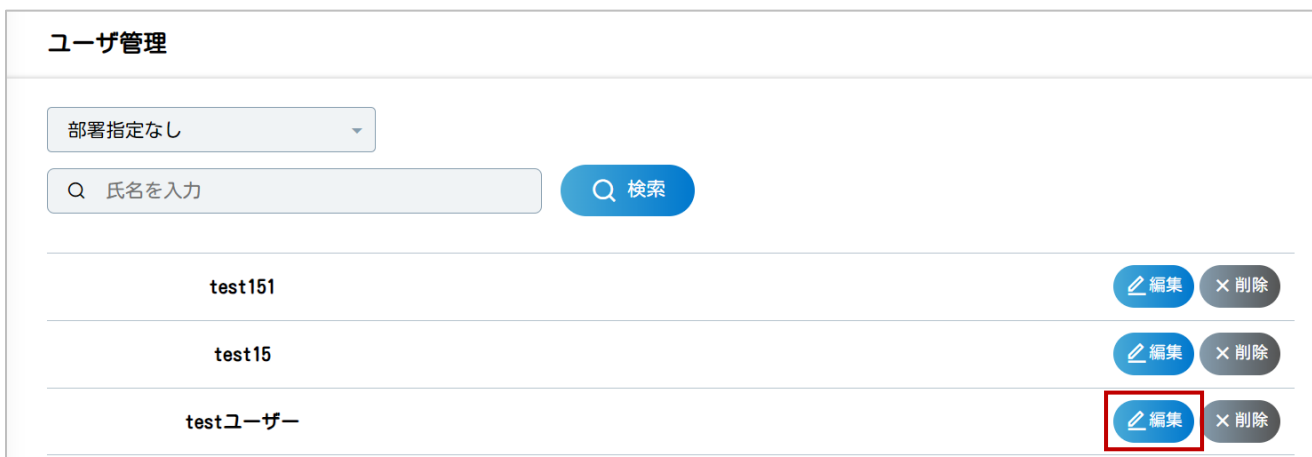 ユーザ管理
部署指定なし
氏名を入力 検索
test151 編集 削除
test15 編集 削除
testユーザー 編集 削除